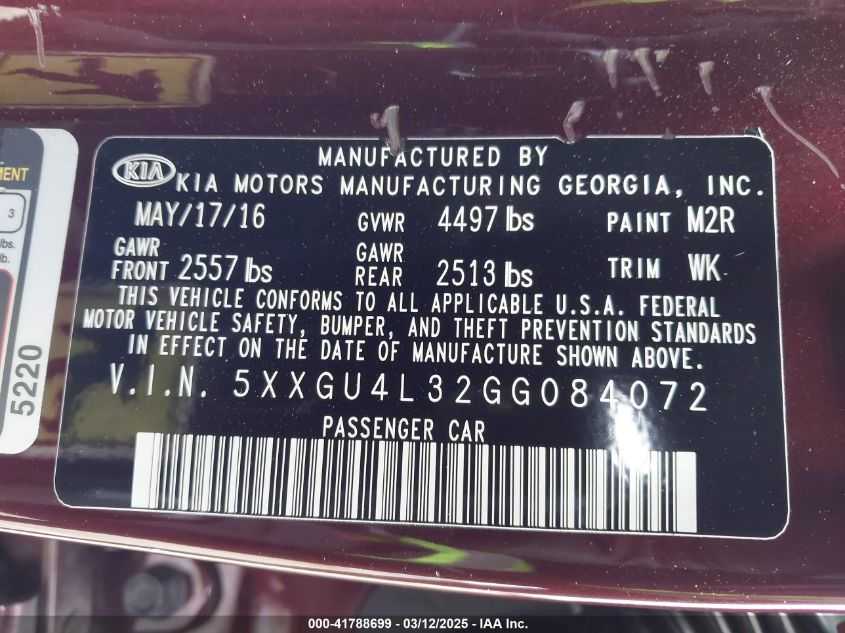 MANUFACTURED BY
KIA KIA MOTORS MANUFACTURING GEORGIA, INC.
MAY/17/16 GVWR 4497 lbs PAINT M2R
GAWR FRONT 2557 lbs GAWR REAR 2513 lbs TRIM WK
THIS VEHICLE CONFORMS TO ALL APPLICABLE U.S.A. FEDERAL
MOTOR VEHICLE SAFETY, BUMPER, AND THEFT PREVENTION STANDARDS
IN EFFECT ON THE DATE OF MANUFACTURE SHOWN ABOVE.
V.I.N. 5XXGU4L32GG084072
PASSENGER CAR
3
lbs.
lb.
5220
000-41788699 - 03/12/2025 - IAA Inc.